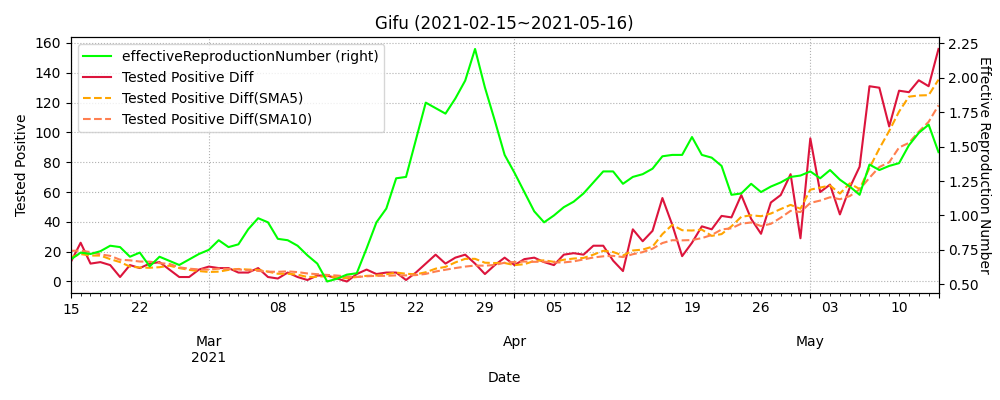 Gifu (2021-02-15~2021-05-16)
effectiveReproductionNumber (right)
Tested Positive Diff
Tested Positive Diff(SMA5)
Tested Positive Diff(SMA10)
Tested Positive
160
140
120
100
80
60
40
20
0
2.25
2.00
1.75
1.50
1.25
1.00
0.75
0.50
Effective Reproduction Number
15 22 08 15 22 29 05 12 19 26 03 10
Mar Apr May
2021
Date